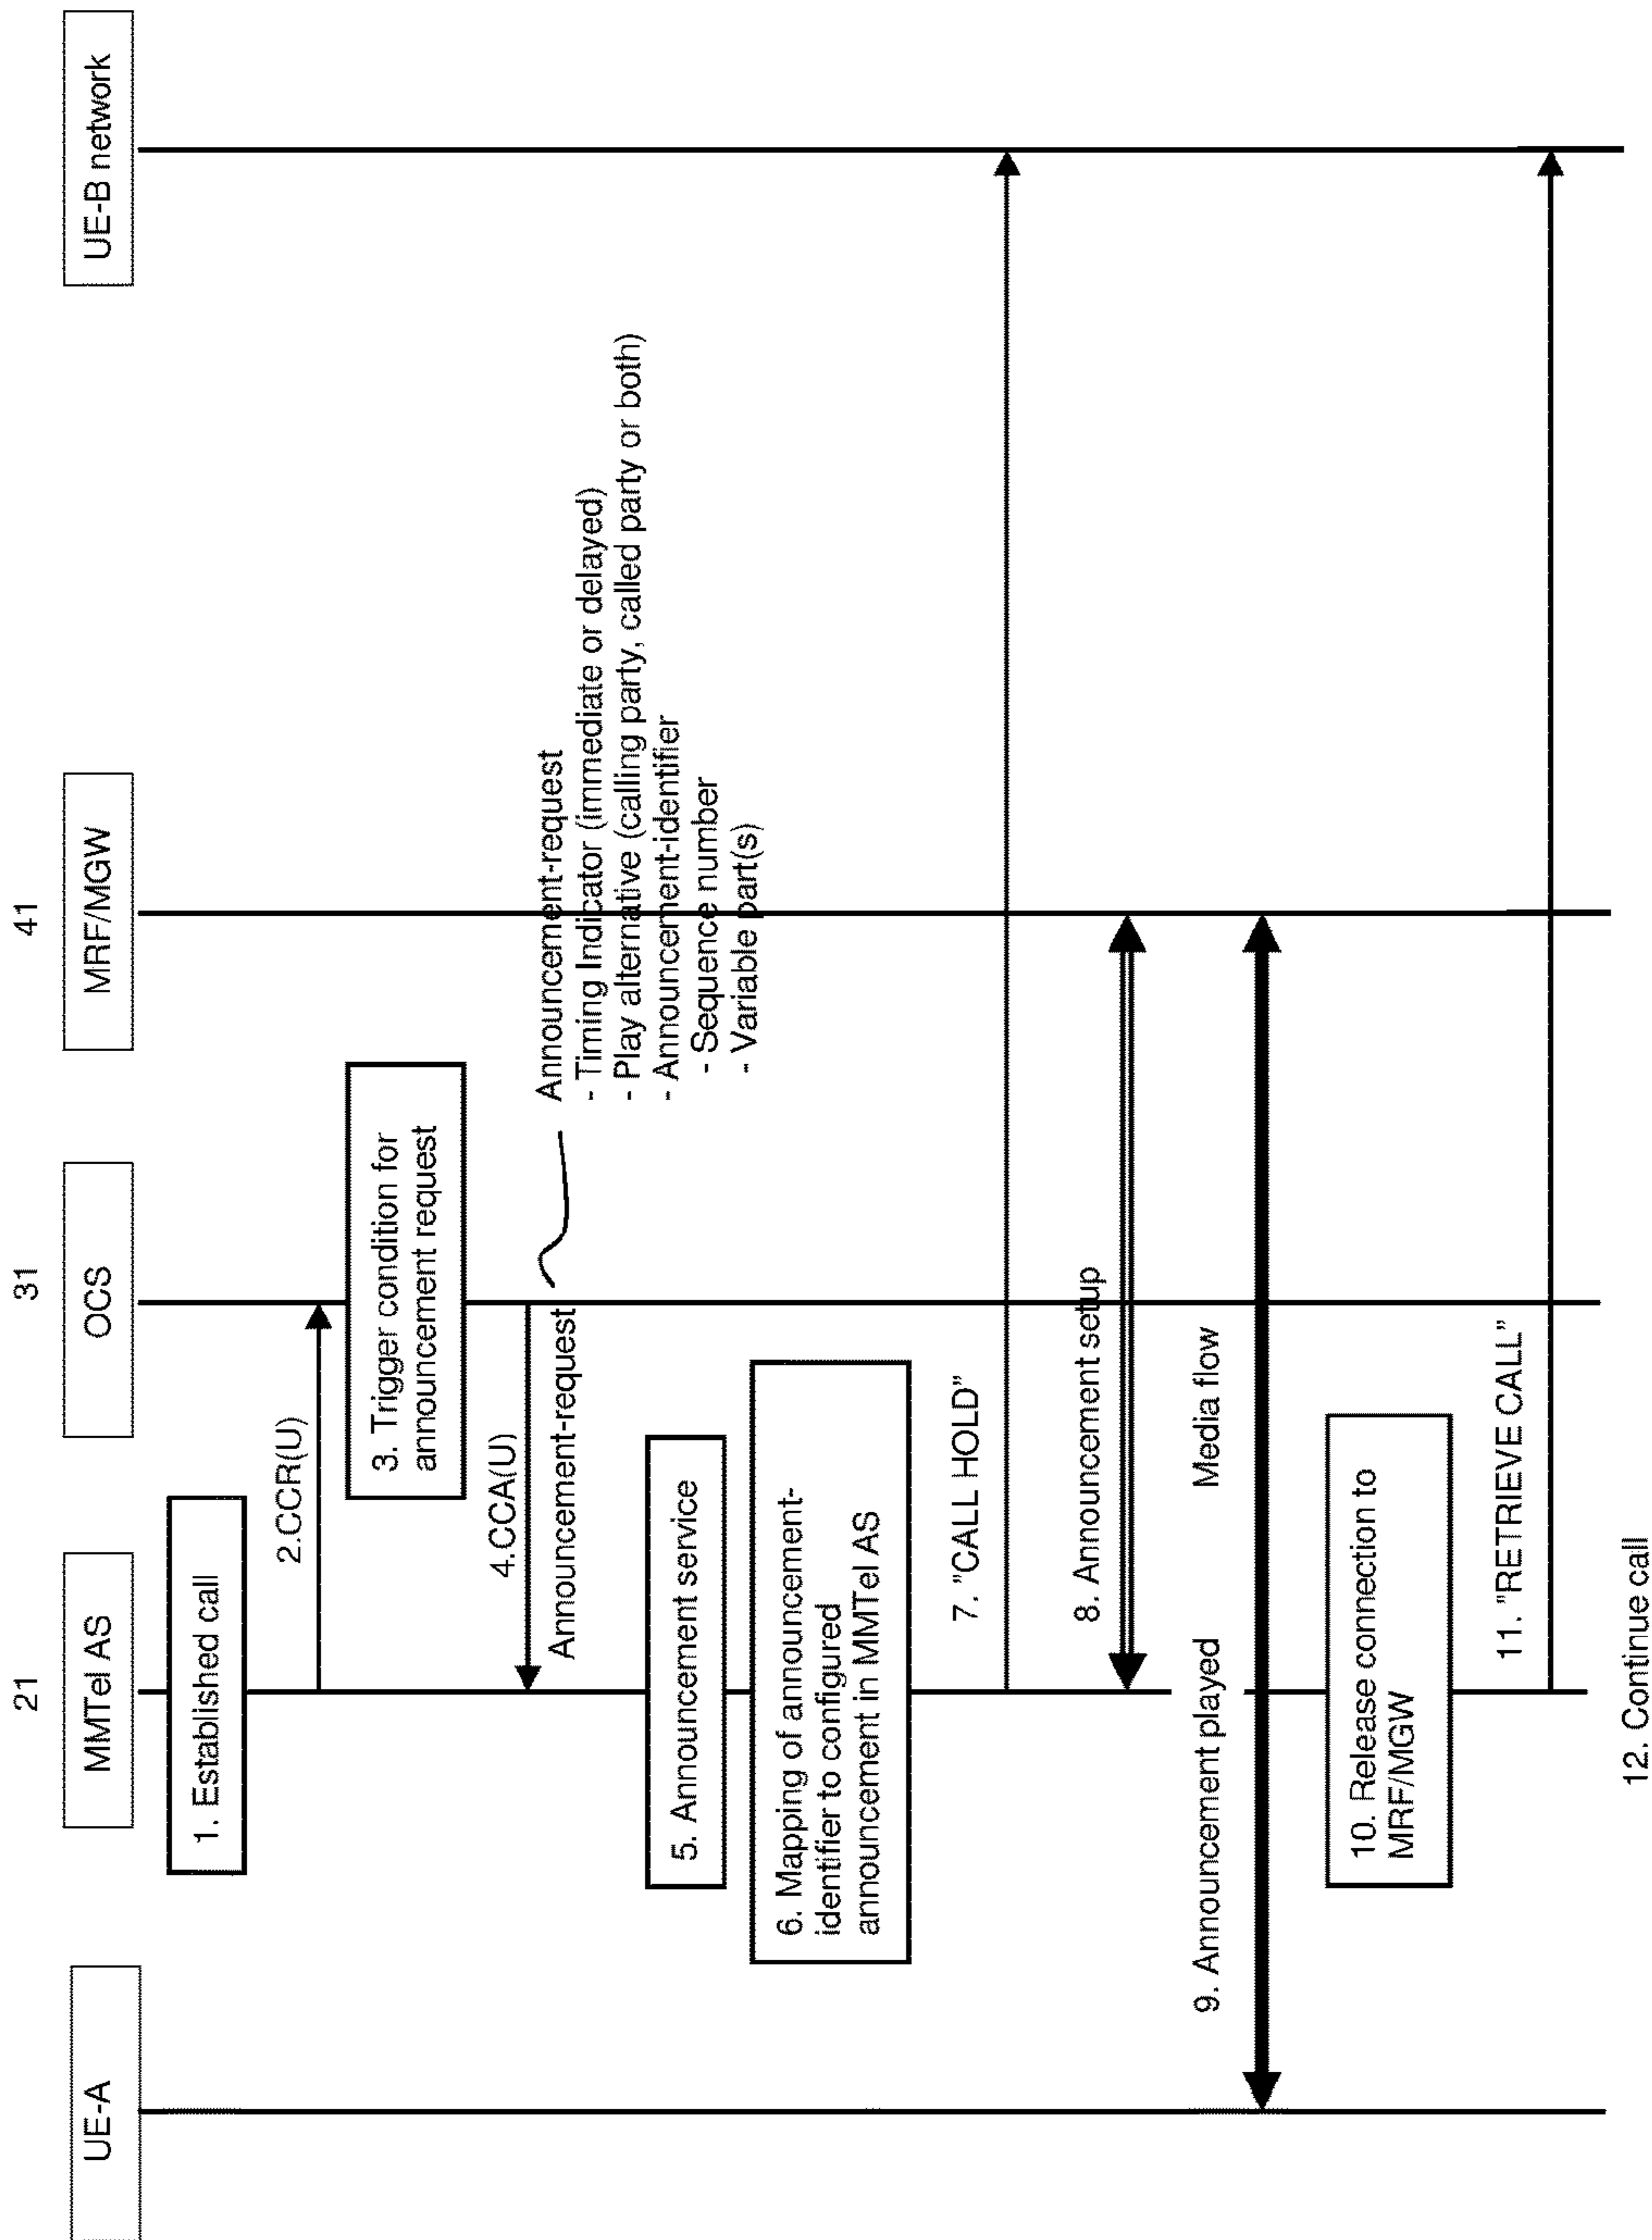 21
31
41
UE-A
MMTel AS
OCS
MRF/MGW
UE-B network
1. Established call
2.CCR(U)
3. Trigger condition for
announcement request
4.CCA(U)
Announcement-request
Announcement-request
- Timing Indicator (immediate or delayed)
- Play alternative (calling party, called party or both)
- Announcement-identifier
- Sequence number
- Variable part(s)
5. Announcement service
6. Mapping of announcement-
identifier to configured
announcement in MMTel AS
7. "CALL HOLD"
8. Announcement setup
9. Announcement played
Media flow
10. Release connection to
MRF/MGW
11. "RETRIEVE CALL"
12. Continue call